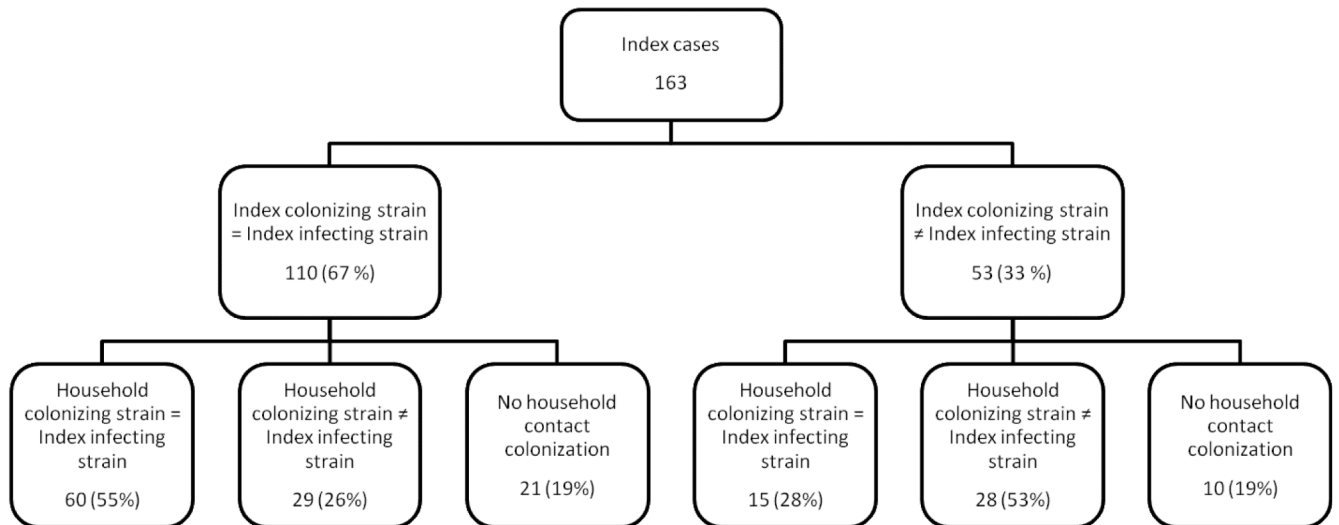 Index cases
163
Index colonizing strain
= Index infecting strain
110 (67 %)
Index colonizing strain
≠ Index infecting strain
53 (33 %)
Household
colonizing strain =
Index infecting
strain
60 (55%)
Household
colonizing strain ≠
Index infecting
strain
29 (26%)
No household
contact
colonization
21 (19%)
Household
colonizing strain =
Index infecting
strain
15 (28%)
Household
colonizing strain ≠
Index infecting
strain
28 (53%)
No household
contact
colonization
10 (19%)